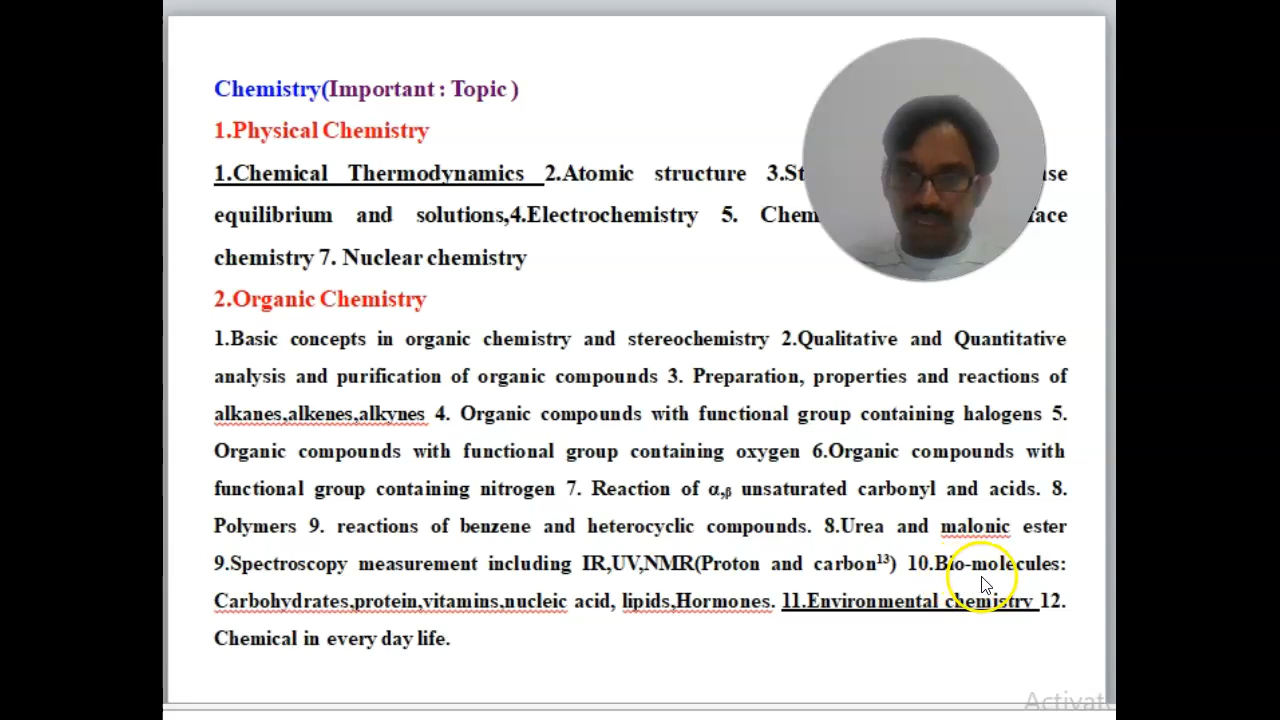 Chemistry(Important : Topic )
1.Physical Chemistry
1.Chemical Thermodynamics 2.Atomic structure
equilibrium and solutions,4.Electrochemistry 5.
chemistry 7. Nuclear chemistry
2.Organic Chemistry
1.Basic concepts in organic chemistry and stereochemistry 2.Qualitative and Quantitative
analysis and purification of organic compounds 3. Preparation, properties and reactions of
alkanes,alkenes,alkynes 4. Organic compounds with functional group containing halogens 5.
Organic compounds with functional group containing oxygen 6.Organic compounds with
functional group containing nitrogen 7. Reaction of α,β unsaturated carbonyl and acids. 8.
Polymers 9. reactions of benzene and heterocyclic compounds. 8.Urea and malonic ester
9.Spectroscopy measurement including IR,UV,NMR(Proton and carbon¹³) 10.Bio-molecules:
Carbohydrates,protein,vitamins,nucleic acid, lipids,Hormones. 11.Environmental chemistry 12.
Chemical in every day life.